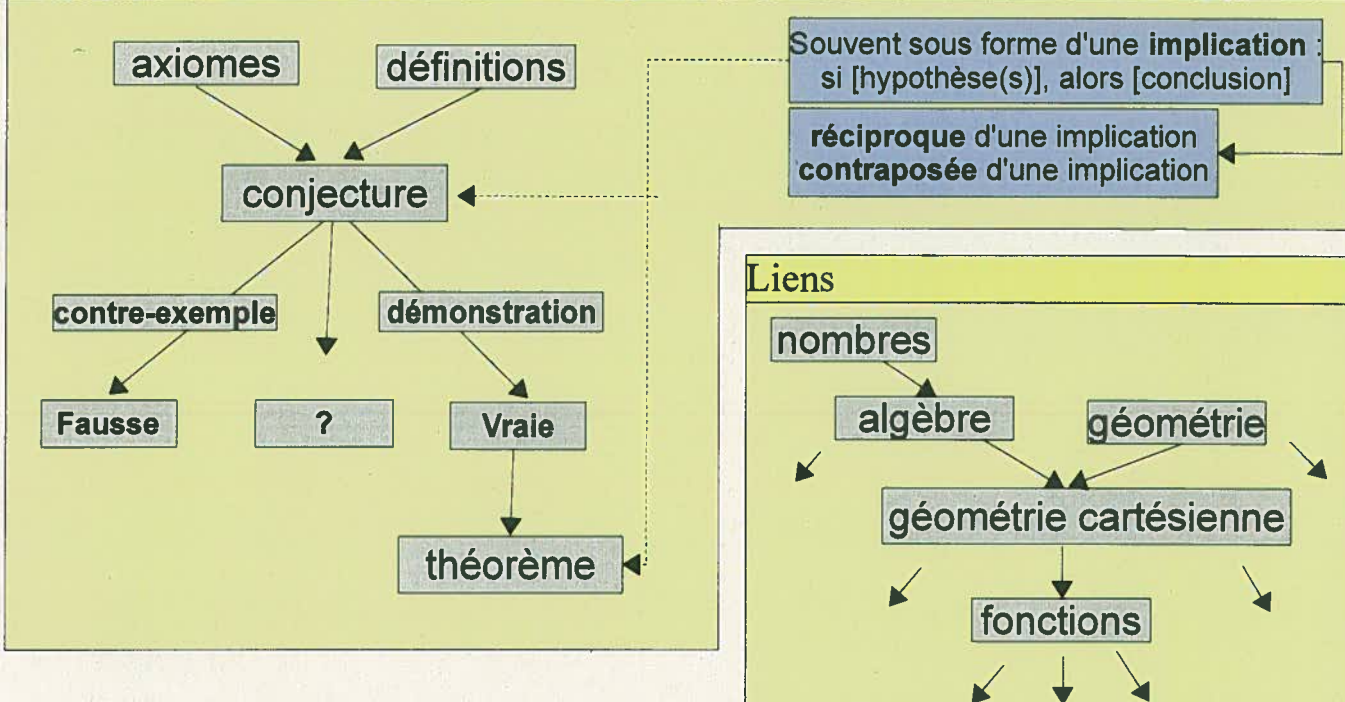 axiomes
définitions
conjecture
contre-exemple
démonstration
Fausse
?
Vraie
théorème
Souvent sous forme d'une implication :
si [hypothèse(s)], alors [conclusion]
réciproque d'une implication
contraposée d'une implication
Liens
nombres
algèbre
géométrie
géométrie cartésienne
fonctions